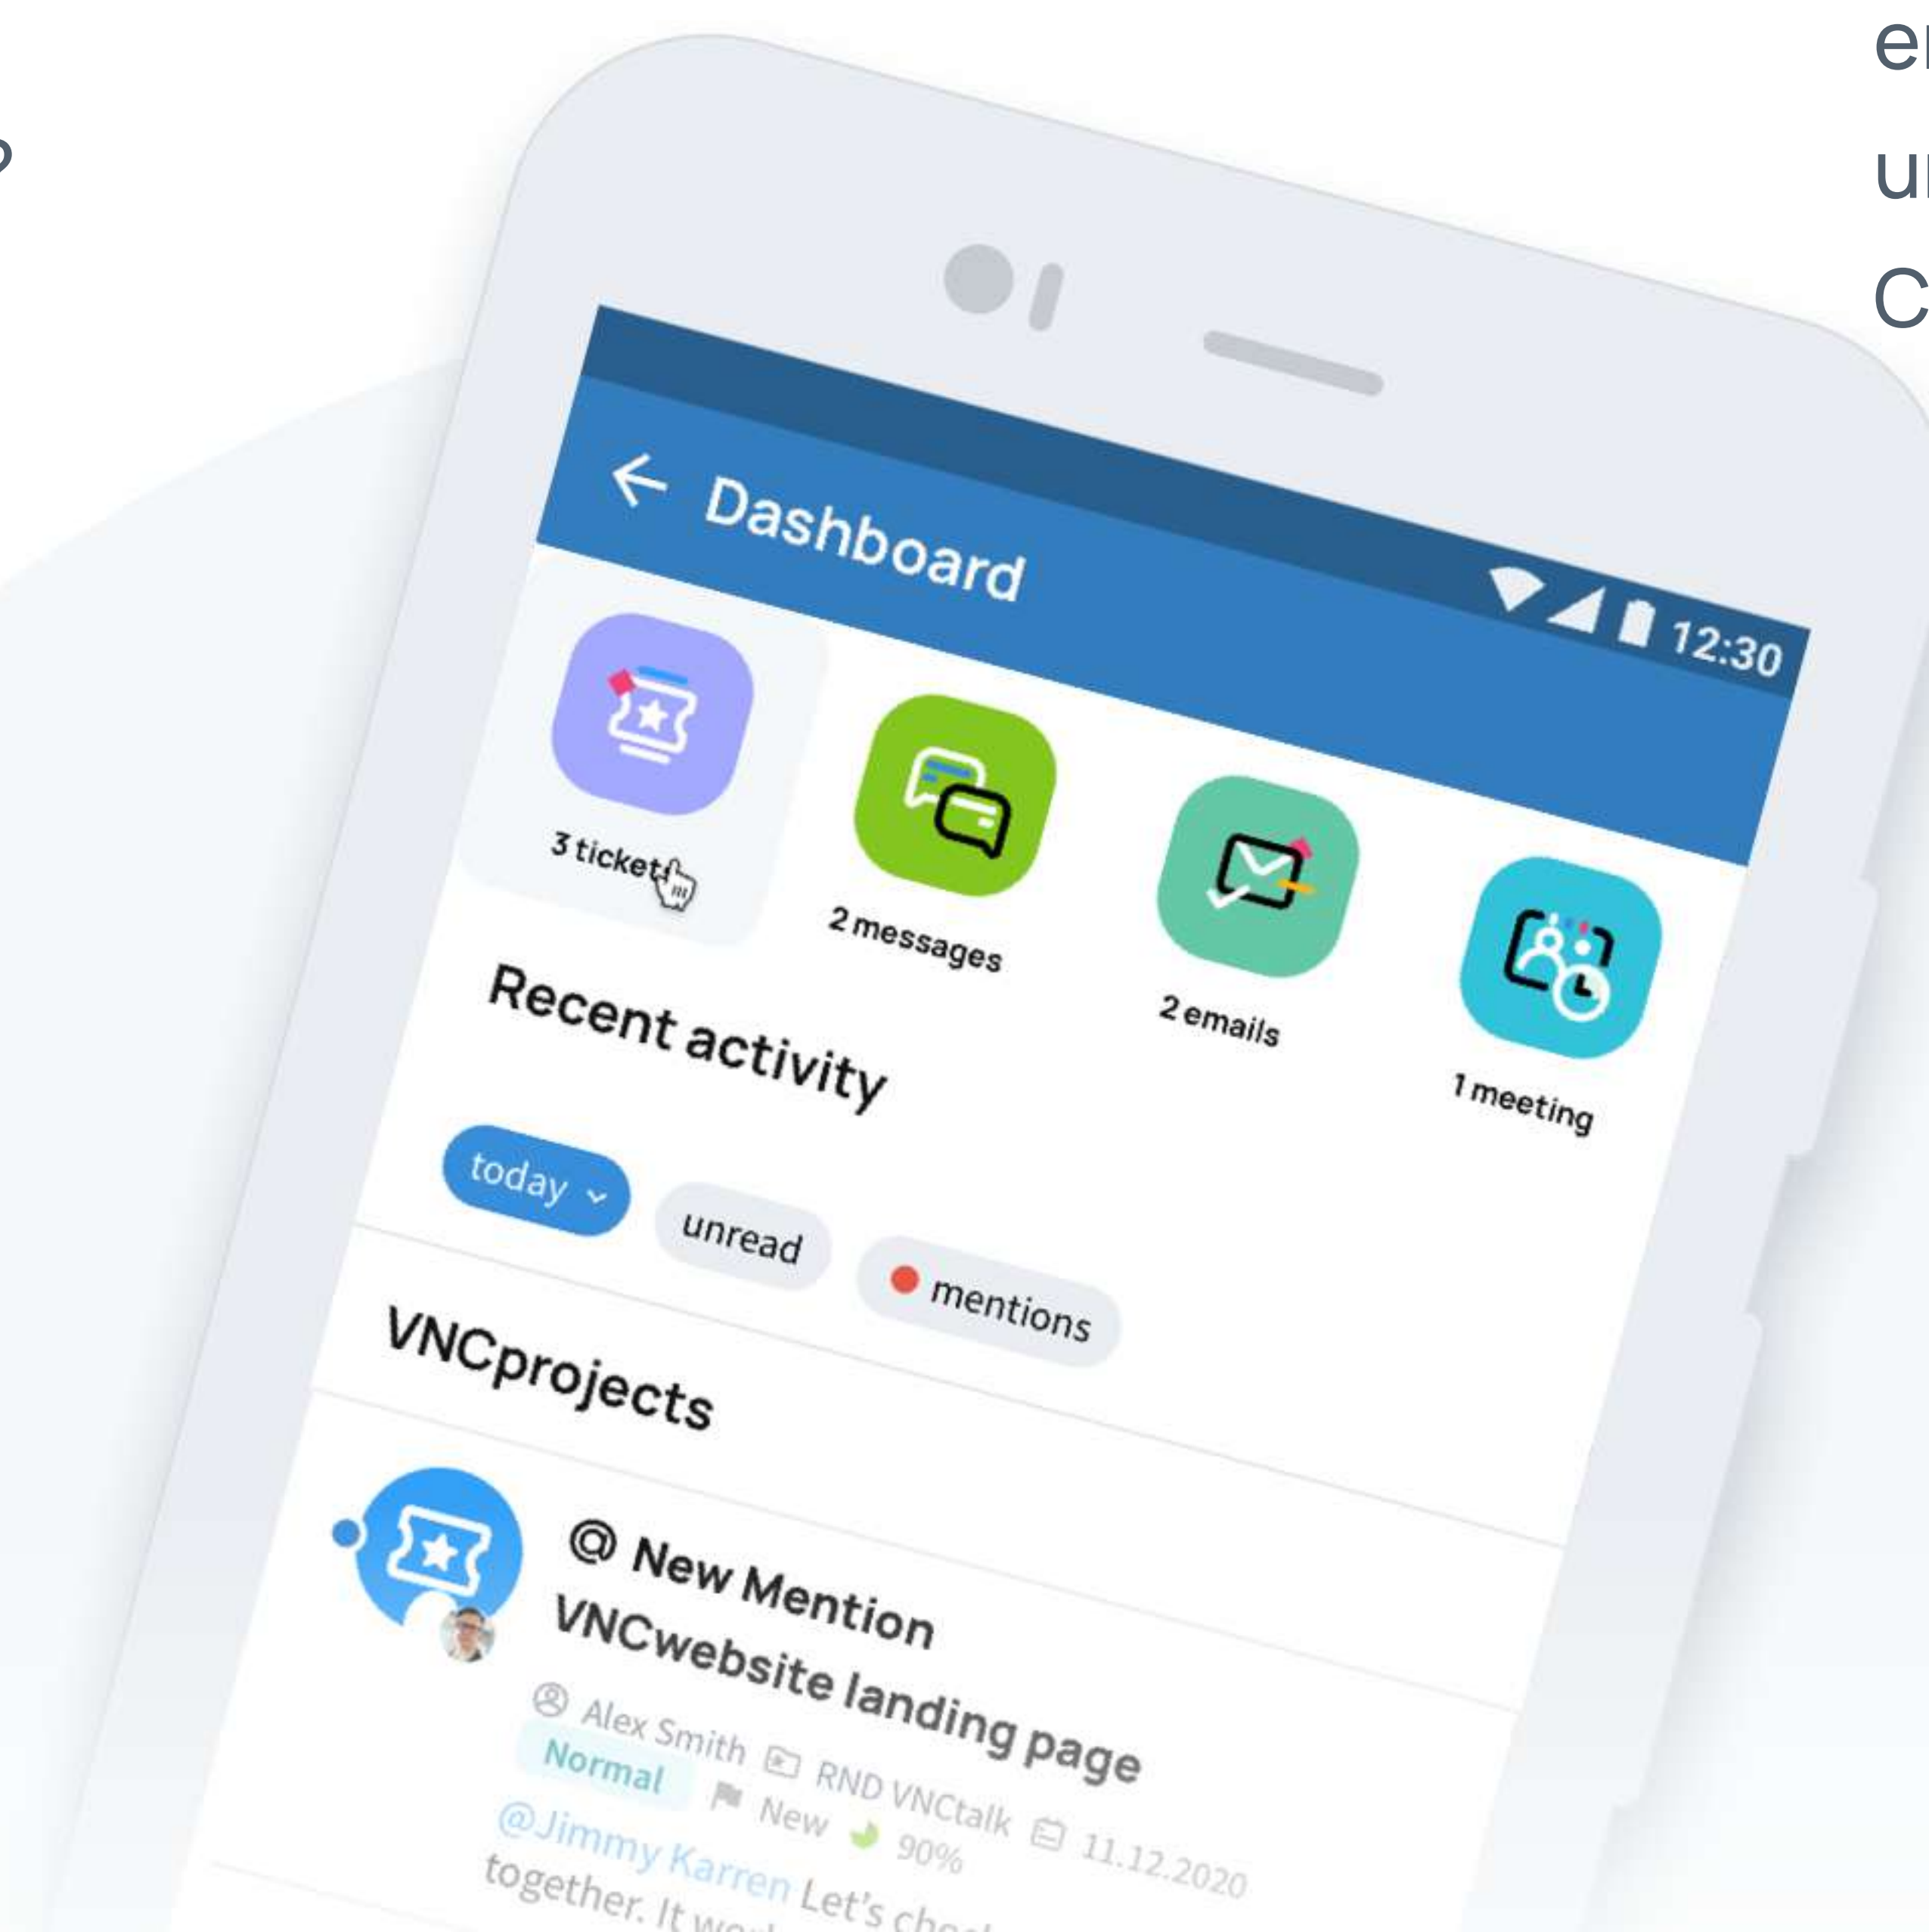 12:30
Dashboard
3 tickets
2 messages
2 emails
1 meeting
Recent activity
today
unread
mentions
VNCprojects
@ New Mention
VNCwebsite landing page
Alex Smith RND VNCtalk 11.12.2020
Normal New 90%
@Jimmy Karren Let's
together. It